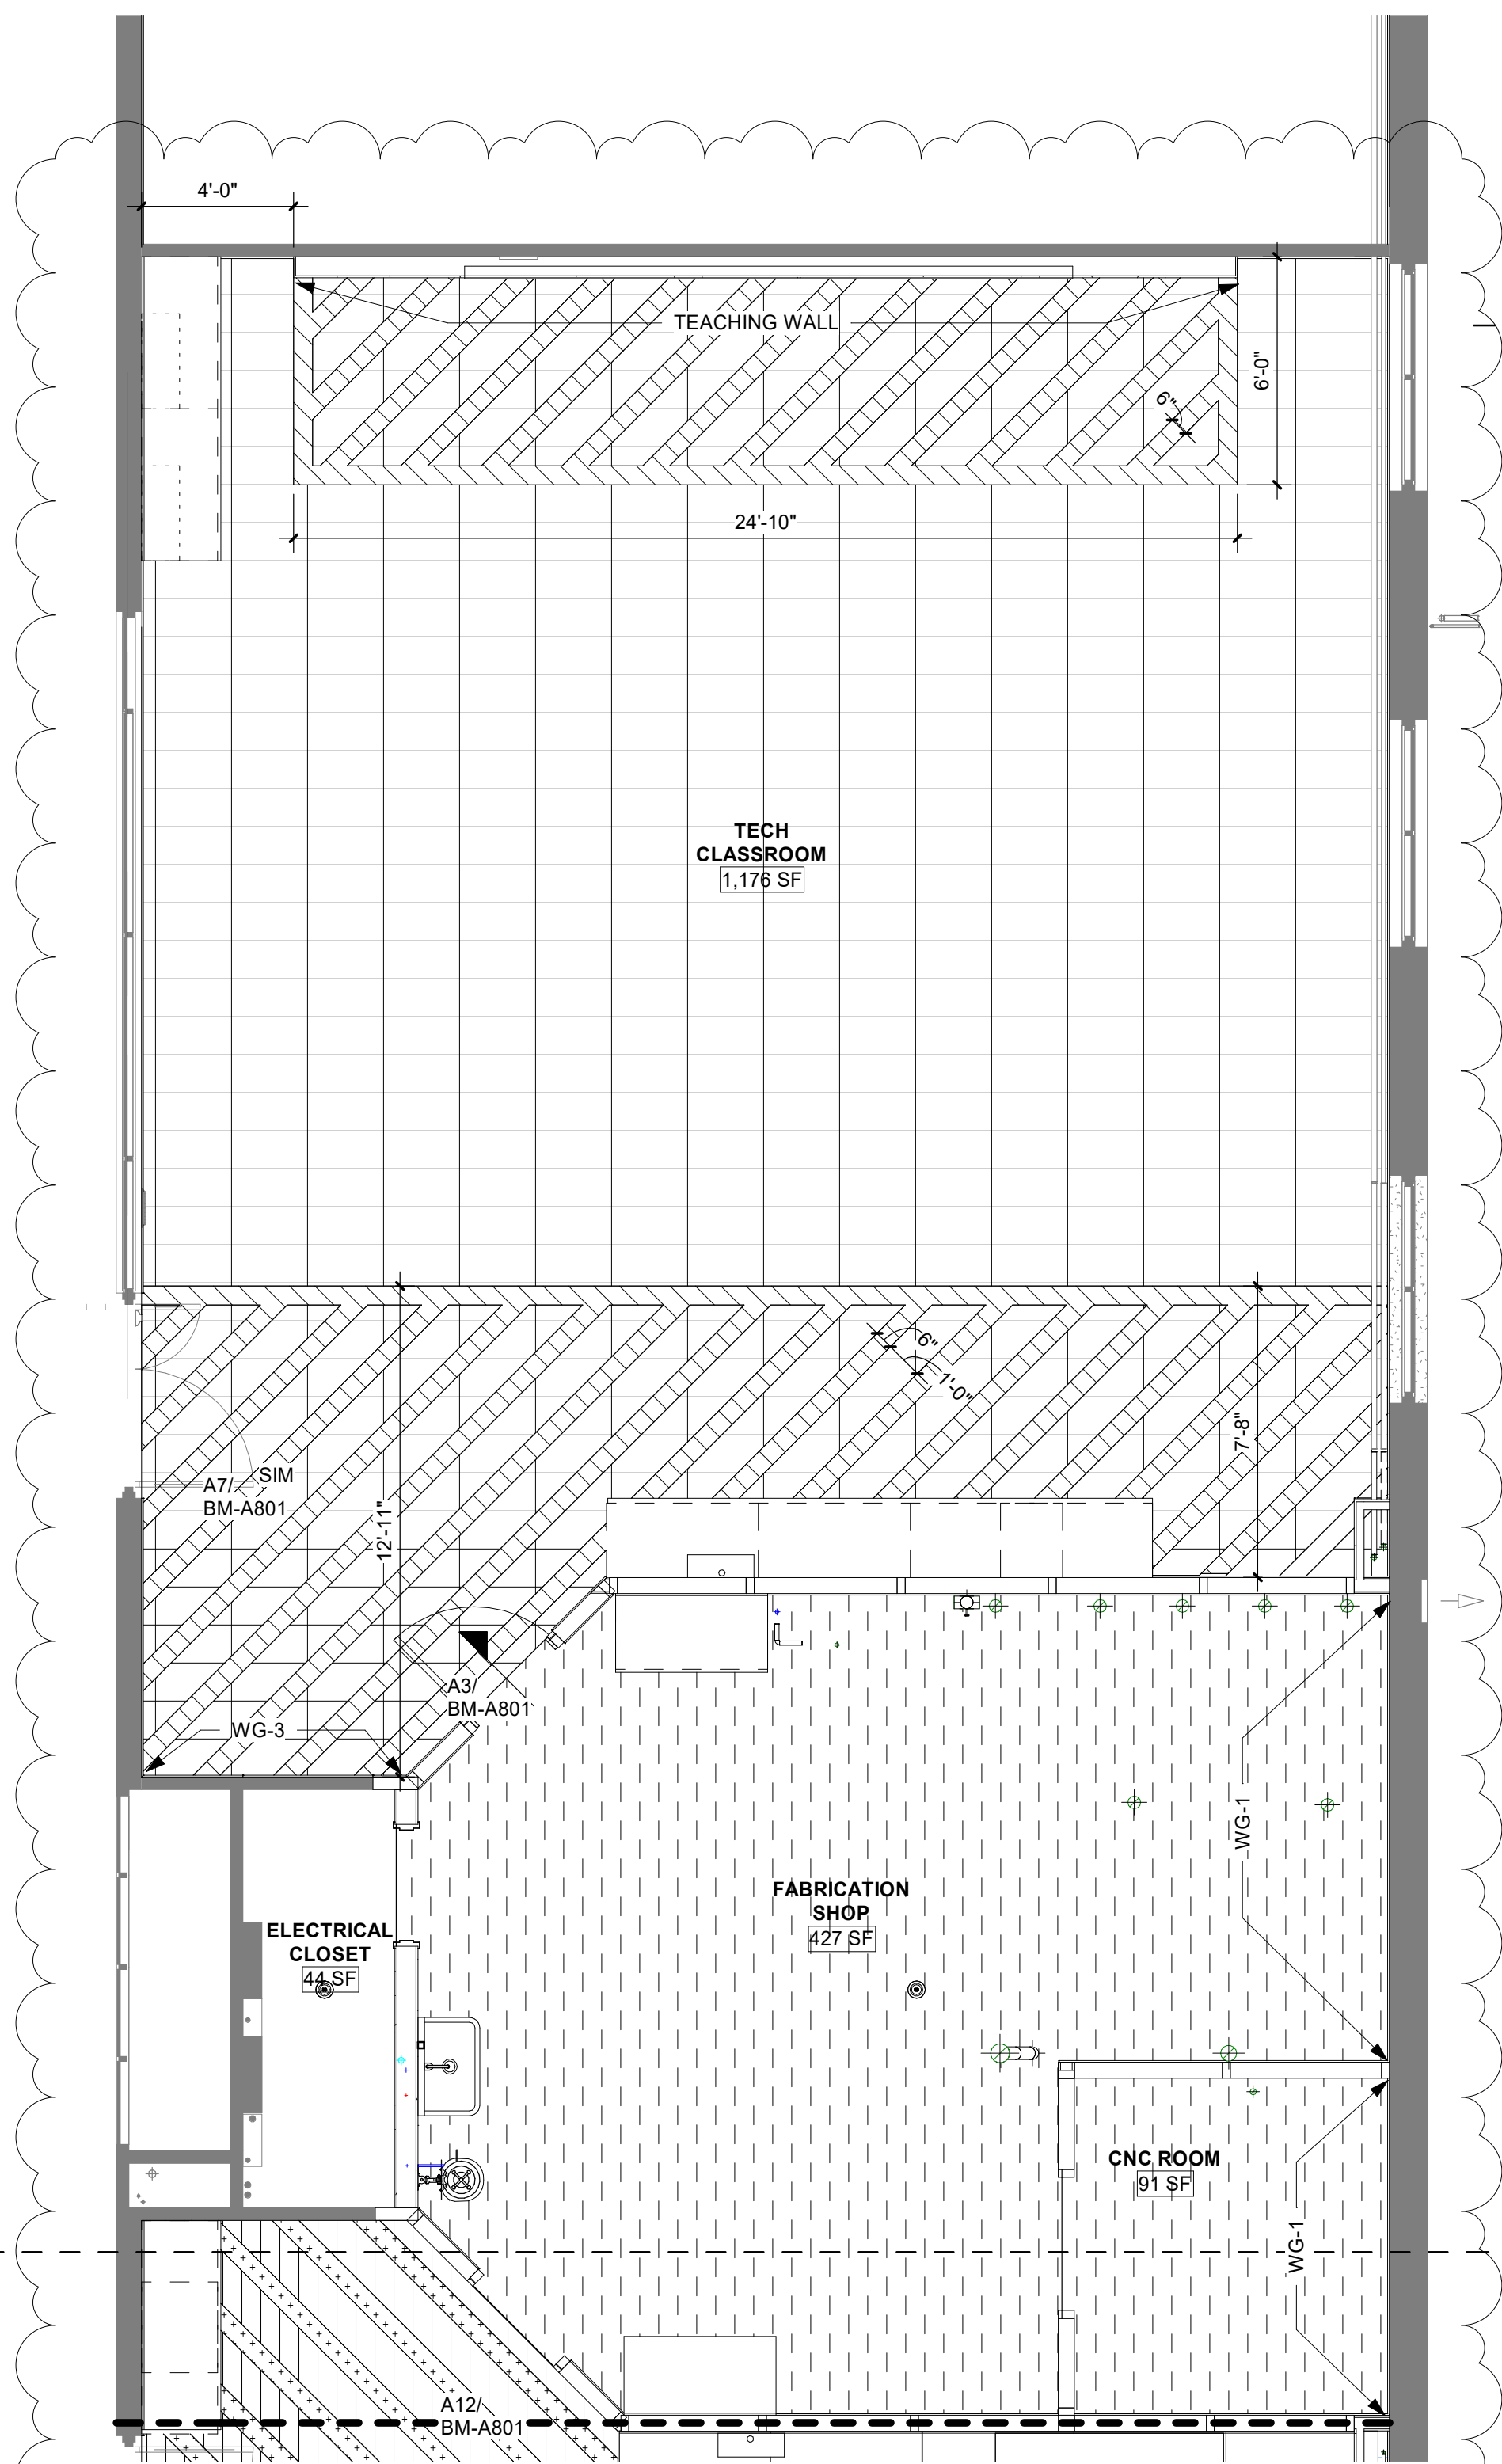 4'-0"
TEACHING WALL
6'-0"
6"
24'-10"
TECH
CLASSROOM
1,176 SF
6"
1'-0"
7'-8"
12'-11"
SIM
A7/
BM-A801
A3/
BM-A801
WG-3
WG-1
FABRICATION
SHOP
427 SF
ELECTRICAL
CLOSET
44 SF
CNC ROOM
91 SF
WG-1
A12/
BM-A801